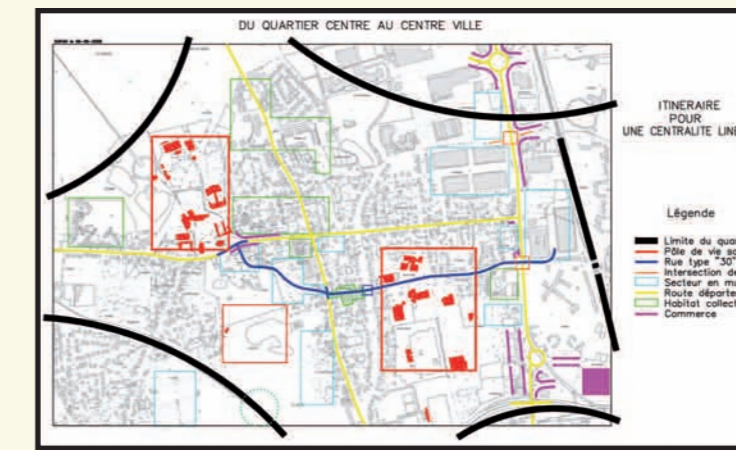 DU QUARTIER CENTRE AU CENTRE VILLE
ITINERAIRE
POUR
UNE CENTRALITE LINE
Légende
Limite du quar
Pôle de vie so
Rue type "30"
Intersection de
Secteur en mu
Route départe
Habitat collect
Commerce